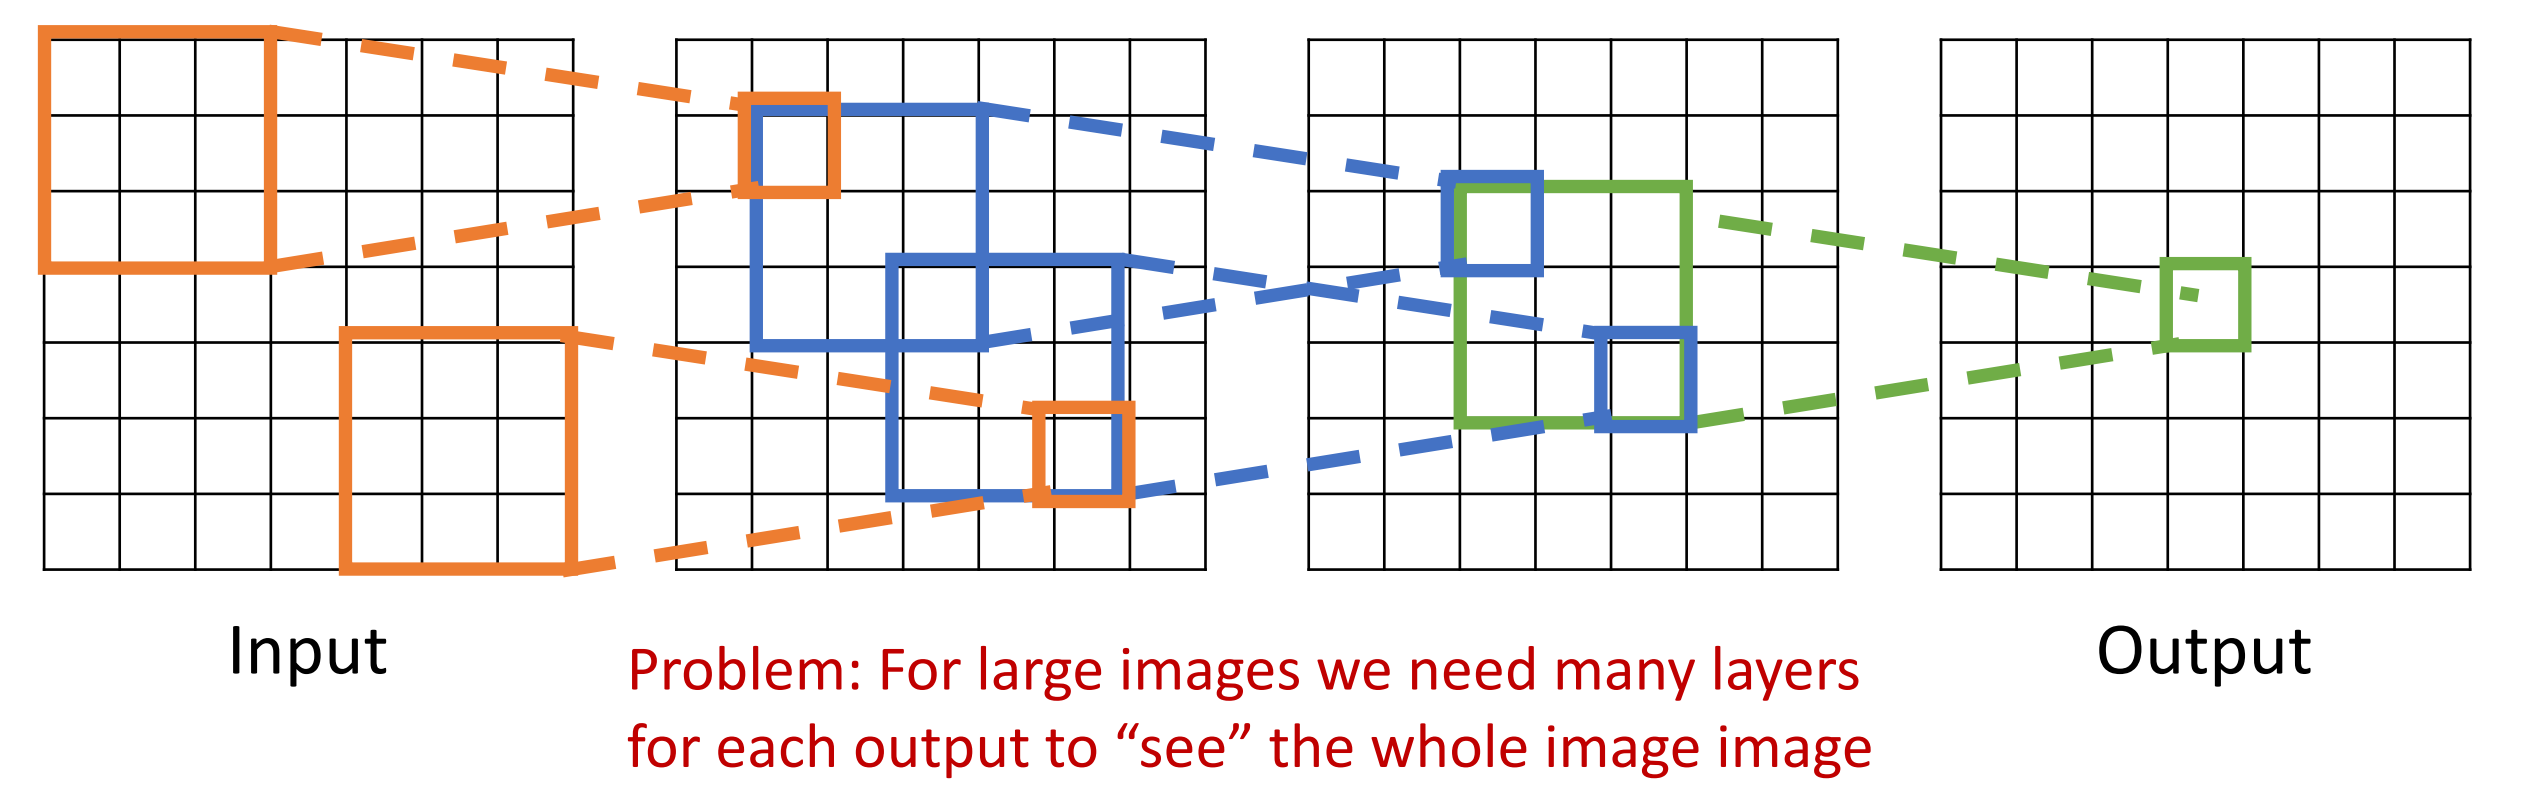 Input
Output
Problem: For large images we need many layers
for each output to “see” the whole image image